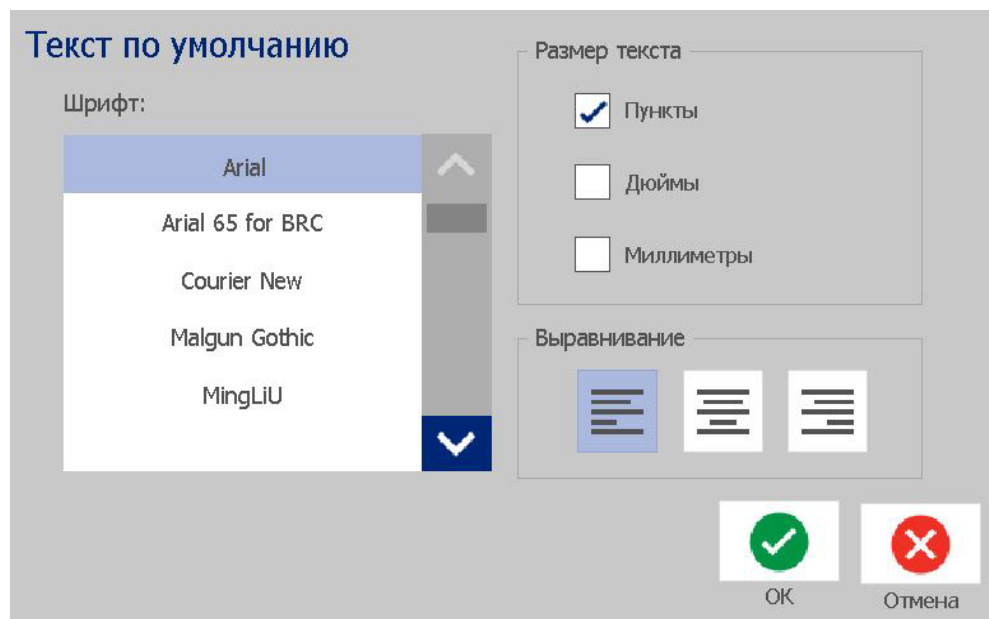 Текст по умолчанию
Шрифт:
Arial
Arial 65 for BRC
Courier New
Malgun Gothic
MingLiU
Размер текста
Пункты
Дюймы
Миллиметры
Выравнивание
OK
Отмена